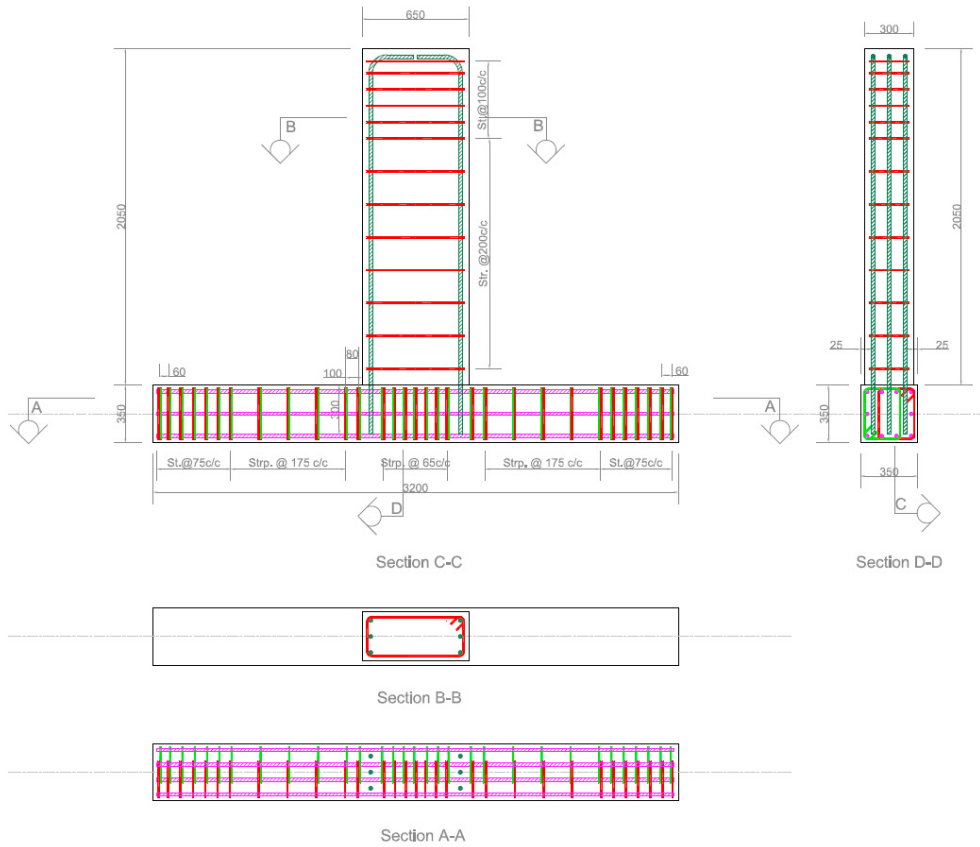 650
300
St.@100c/c
B
B
2050
2050
Str. @200c/c
80
60
100
60
25
25
A
350
300
A
350
St.@75c/c
Strp. @ 175 c/c
Strp. @ 65c/c
Strp. @ 175 c/c
St.@75c/c
3200
350
D
C
Section C-C
Section D-D
Section B-B
Section A-A